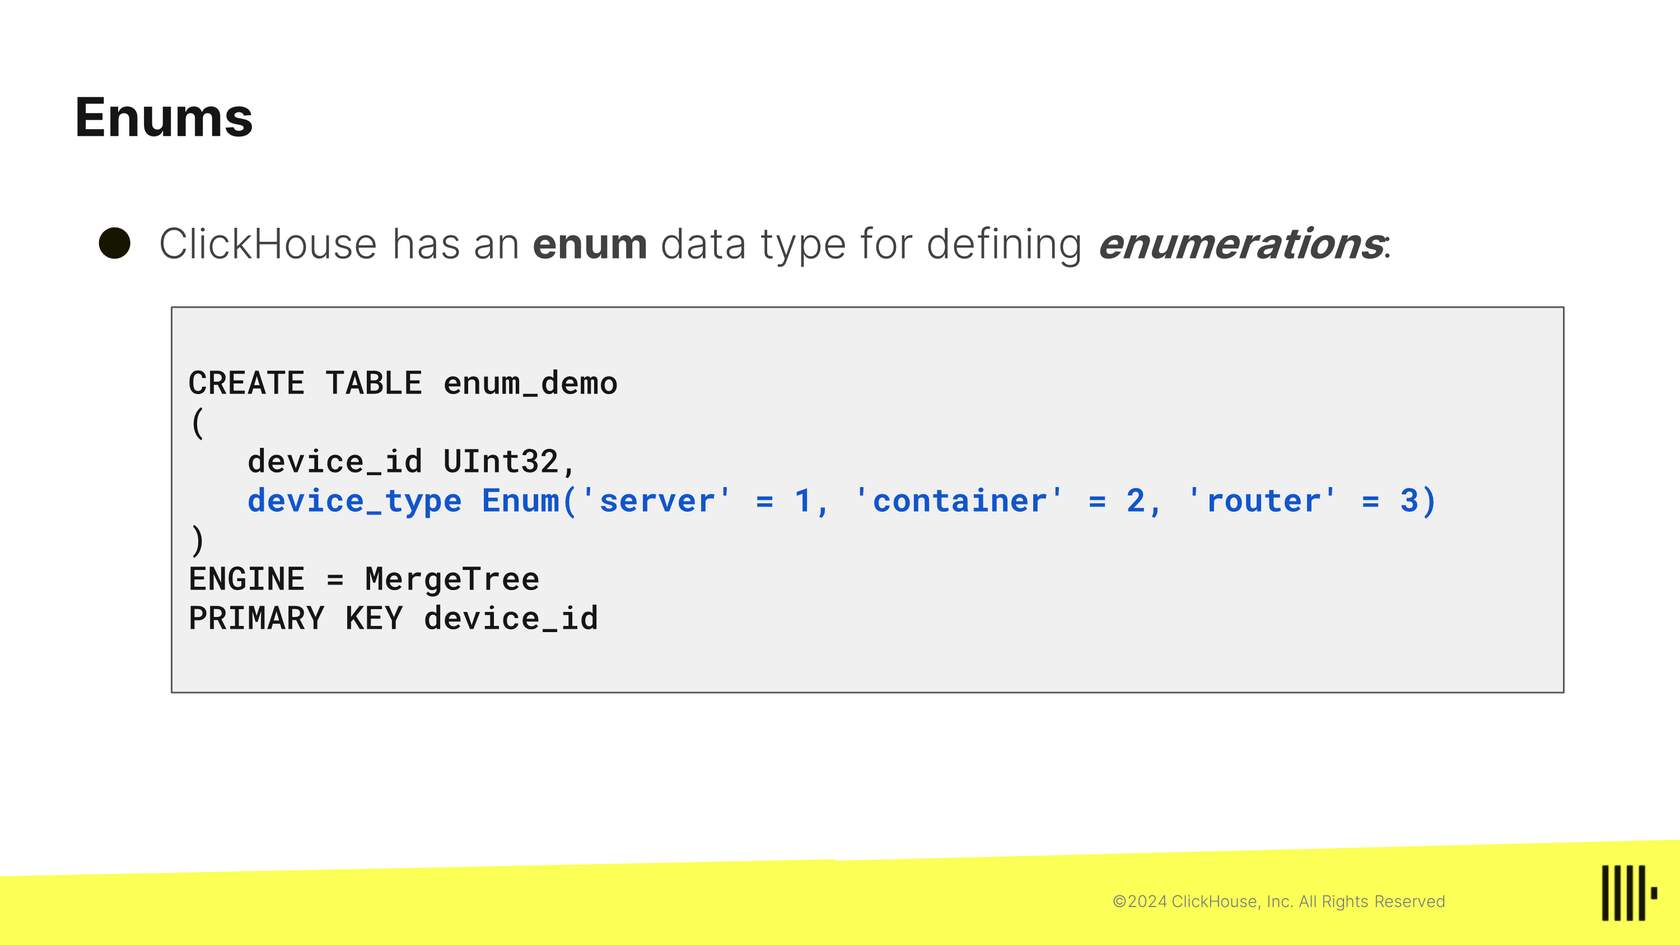 Enums
● ClickHouse has an enum data type for defining enumerations:
CREATE TABLE enum_demo
(
   device_id UInt32,
   device_type Enum('server' = 1, 'container' = 2, 'router' = 3)
)
ENGINE = MergeTree
PRIMARY KEY device_id
©2024 ClickHouse, Inc. All Rights Reserved